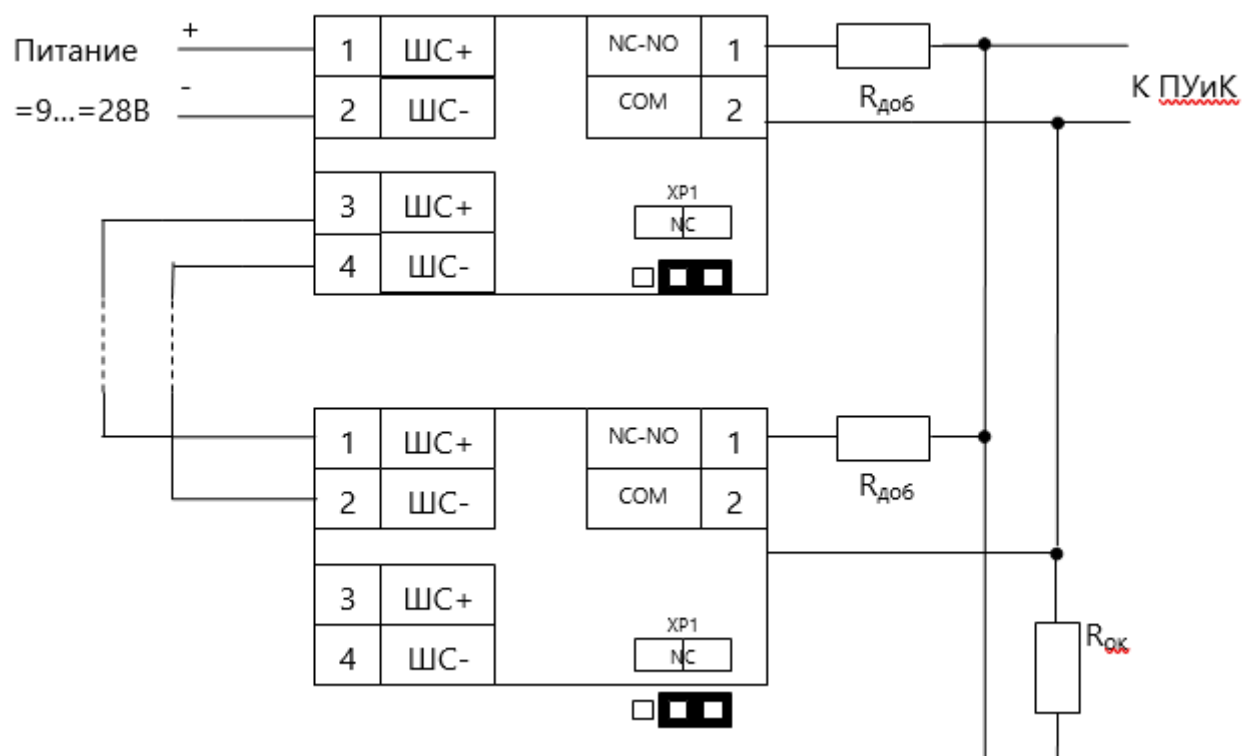 +
Питание
-
=9...=28В
1 ШС+
2 ШС-
3 ШС+
4 ШС-
NC-NO 1
COM 2
XP1
NC
Rдоб
К ПУиК
1 ШС+
2 ШС-
3 ШС+
4 ШС-
NC-NO 1
COM 2
XP1
NC
Rдоб
Rок